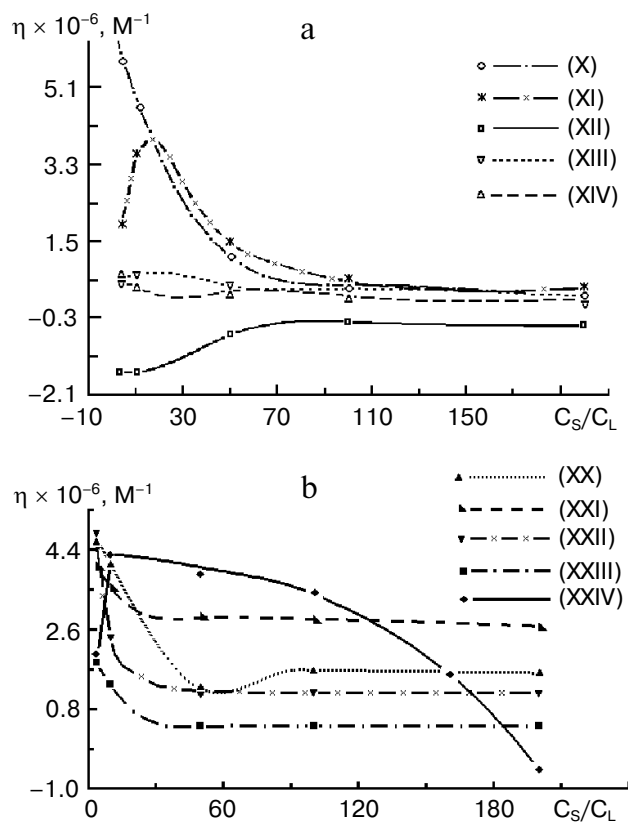 a
η × 10⁻⁶, M⁻¹
(X)
(XI)
(XII)
(XIII)
(XIV)
5.1
3.3
1.5
−0.3
−2.1
−10 30 70 110 150 C_S/C_L
b
η × 10⁻⁶, M⁻¹
(XX)
(XXI)
(XXII)
(XXIII)
(XXIV)
4.4
2.6
0.8
−1.0
0 60 120 180 C_S/C_L